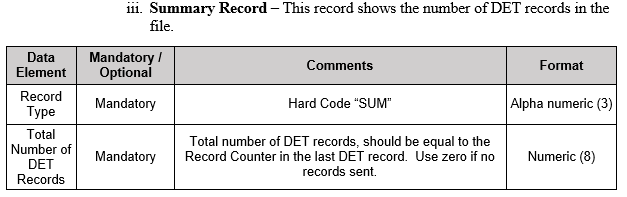 iii. Summary Record – This record shows the number of DET records in the
file.
Data Element Mandatory / Optional Comments Format
Record Type Mandatory Hard Code “SUM” Alpha numeric (3)
Total Number of DET Records Mandatory Total number of DET records, should be equal to the Record Counter in the last DET record. Use zero if no records sent. Numeric (8)